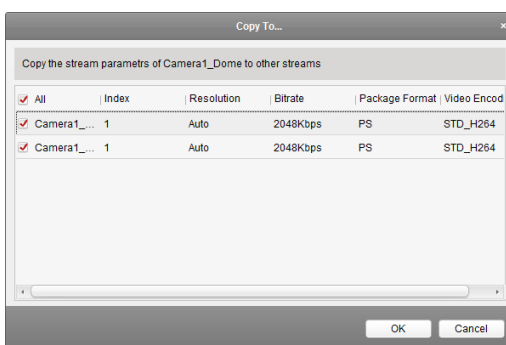 Copy To...
×
Copy the stream parametrs of Camera1_Dome to other streams
All Index Resolution Bitrate Package Format Video Encod
Camera1_... 1 Auto 2048Kbps PS STD_H264
Camera1_... 1 Auto 2048Kbps PS STD_H264
OK Cancel